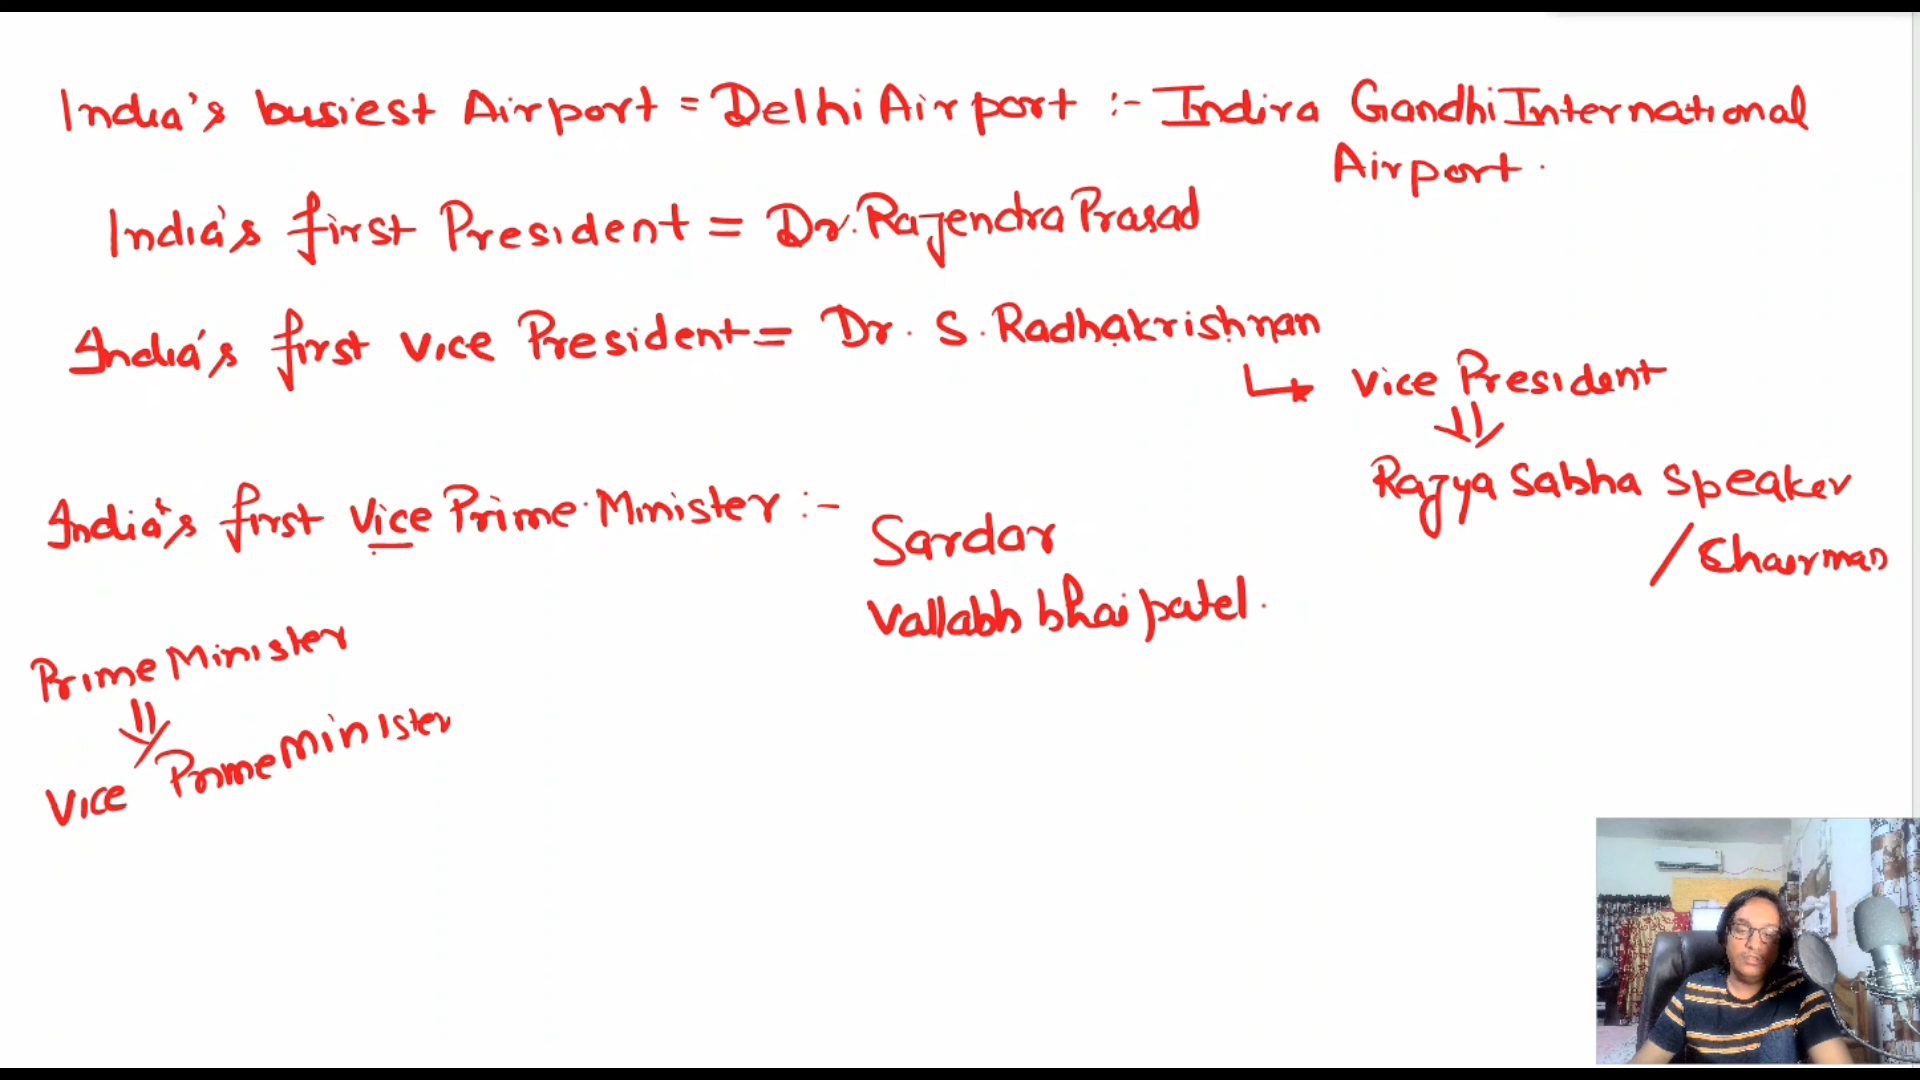 India's busiest Airport = Delhi Airport :- Indira Gandhi International
Airport.
India's first President = Dr. Rajendra Prasad
India's first Vice President = Dr. S. Radhakrishnan
↳ Vice President
⇓
Rajya Sabha Speaker
/ Chairman
India's first Vice Prime Minister :-
Sardar
Vallabh bhai patel.
Prime Minister
⇓
Vice Prime Minister